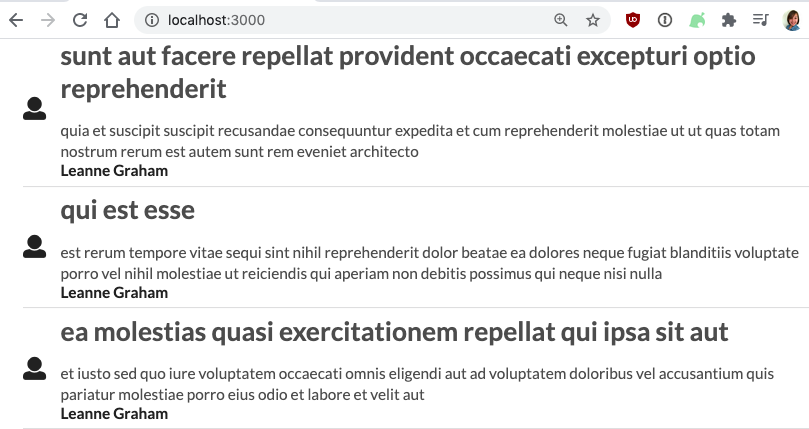 localhost:3000
sunt aut facere repellat provident occaecati excepturi optio
reprehenderit
quia et suscipit suscipit recusandae consequuntur expedita et cum reprehenderit molestiae ut ut quas totam
nostrum rerum est autem sunt rem eveniet architecto
Leanne Graham
qui est esse
est rerum tempore vitae sequi sint nihil reprehenderit dolor beatae ea dolores neque fugiat blanditiis voluptate
porro vel nihil molestiae ut reiciendis qui aperiam non debitis possimus qui neque nisi nulla
Leanne Graham
ea molestias quasi exercitationem repellat qui ipsa sit aut
et iusto sed quo iure voluptatem occaecati omnis eligendi aut ad voluptatem doloribus vel accusantium quis
pariatur molestiae porro eius odio et labore et velit aut
Leanne Graham